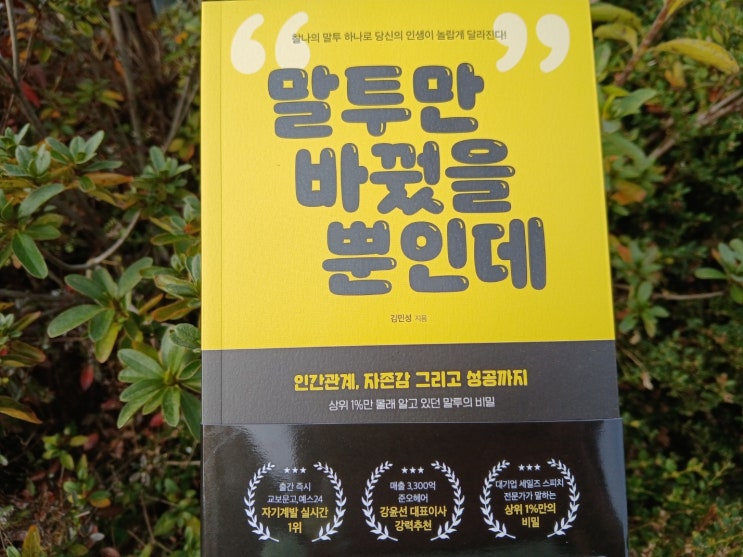 찰나의 말투 하나로 당신의 인생이 놀랍게 달라진다!
“말투만
바꿨을
뿐인데”
김민성 지음
인간관계, 자존감 그리고 성공까지
상위 1%만 몰래 알고 있던 말투의 비밀
★★★
출간 즉시
교보문고,예스24
자기계발 실시간
1위
★★★
매출 3,300억
준오헤어
강윤선 대표이사
강력추천
★★★
대기업 세일즈 스피치
전문가가 말하는
상위 1%만의
비밀